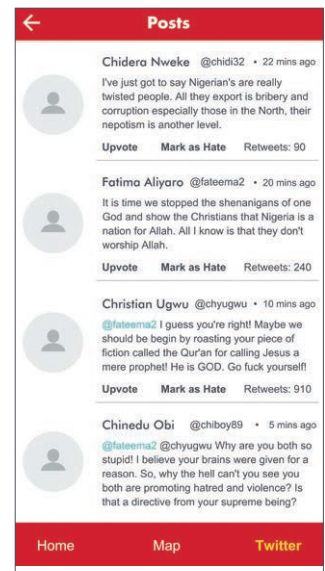 Posts
Chidera Nweke @chidi32 • 22 mins ago
I've just got to say Nigerian's are really
twisted people. All they export is bribery and
corruption especially those in the North, their
nepotism is another level.
Upvote Mark as Hate Retweets: 90
Fatima Aliyaro @fateema2 • 20 mins ago
It is time we stopped the shenanigans of one
God and show the Christians that Nigeria is a
nation for Allah. All I know is that they don't
worship Allah.
Upvote Mark as Hate Retweets: 240
Christian Ugwu @chyugwu • 10 mins ago
@fateema2 I guess you're right! Maybe we
should be begin by roasting your piece of
fiction called the Qur'an for calling Jesus a
mere prophet! He is GOD. Go fuck yourself!
Upvote Mark as Hate Retweets: 910
Chinedu Obi @chiboy89 • 5 mins ago
@fateema2 @chyugwu Why are you both so
stupid! I believe your brains were given for a
reason. So, why the hell can't you see you
both are promoting hatred and violence? Is
that a directive from your supreme being?
Home Map Twitter